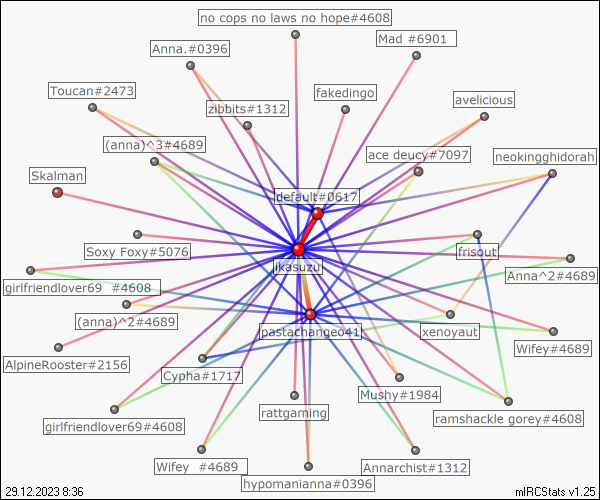 no cops no laws no hope#4608
Mad #6901
Anna.#0396
Toucan#2473
fakedingo
avelicious
zibbits#1312
(anna)^3#4689
ace deucy#7097
neokingghidorah
Skalman
default#0617
Soxy Foxy#5076
frisout
jkasuzu
Anna^2#4689
girlfriendlover69 #4608
(anna)^2#4689
pastachangeo41
xenoyaut
Wifey#4689
AlpineRooster#2156
Cypha#1717
Mushy#1984
rattgaming
ramshackle gorey#4608
girlfriendlover69#4608
Wifey  #4689
Annarchist#1312
hypomanianna#0396
29.12.2023 8:36
mIRCStats v1.25